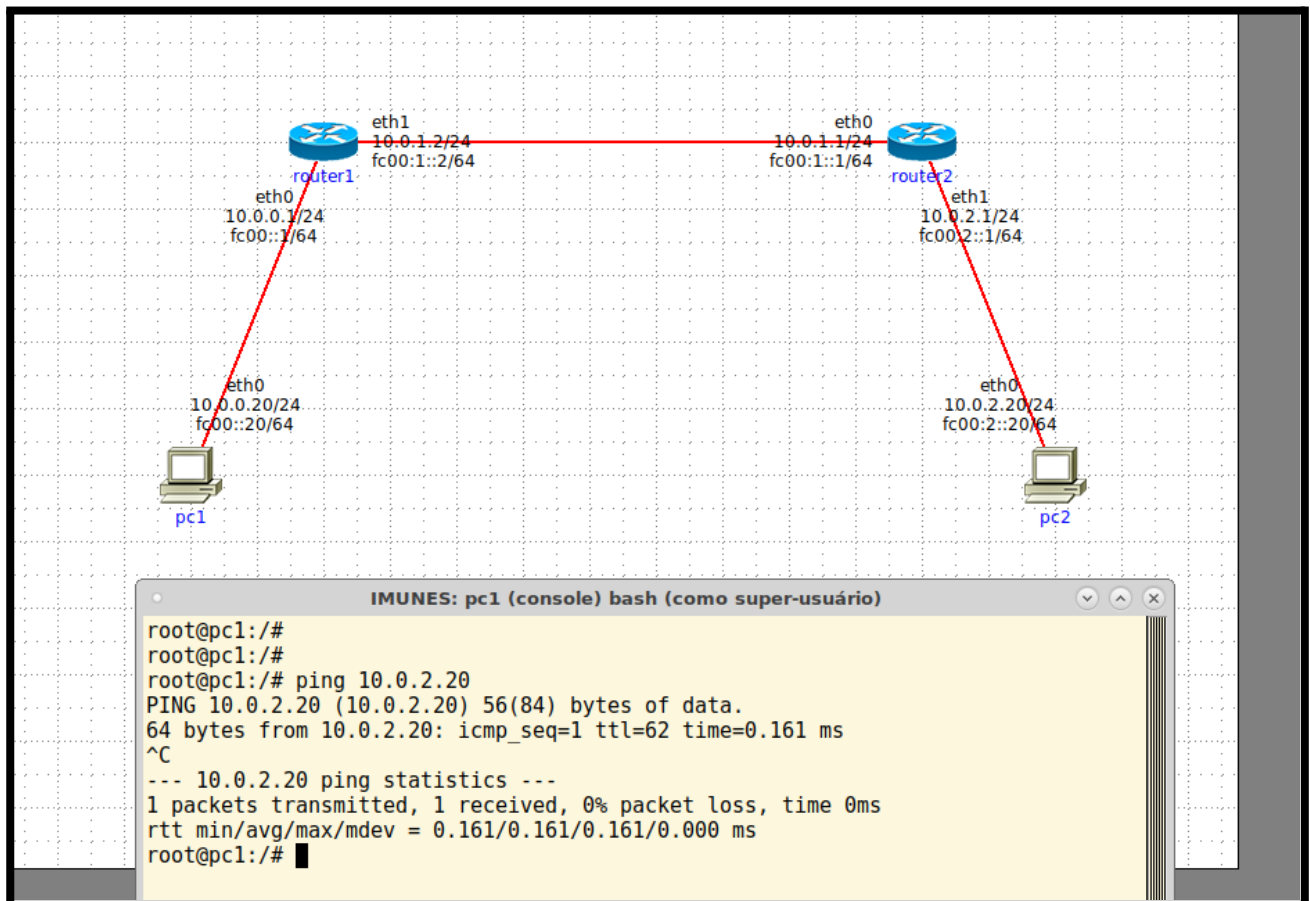 eth1
10.0.1.2/24
fc00:1::2/64
router1
eth0
10.0.1.1/24
fc00:1::1/64
router2
eth0
10.0.0.1/24
fc00::1/64
eth1
10.0.2.1/24
fc00:2::1/64
eth0
10.0.0.20/24
fc00::20/64
pc1
eth0
10.0.2.20/24
fc00:2::20/64
pc2
IMUNES: pc1 (console) bash (como super-usuário)
root@pc1:/#
root@pc1:/#
root@pc1:/# ping 10.0.2.20
PING 10.0.2.20 (10.0.2.20) 56(84) bytes of data.
64 bytes from 10.0.2.20: icmp_seq=1 ttl=62 time=0.161 ms
^C
--- 10.0.2.20 ping statistics ---
1 packets transmitted, 1 received, 0% packet loss, time 0ms
rtt min/avg/max/mdev = 0.161/0.161/0.161/0.000 ms
root@pc1:/#